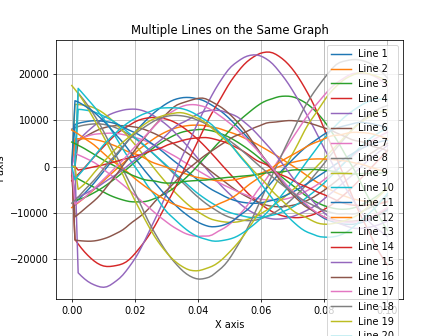 Multiple Lines on the Same Graph
20000
10000
0
−10000
−20000
0.00
0.02
0.04
0.06
X axis
Line 1
Line 2
Line 3
Line 4
Line 5
Line 6
Line 7
Line 8
Line 9
Line 10
Line 11
Line 12
Line 13
Line 14
Line 15
Line 16
Line 17
Line 18
Line 19
Line 20